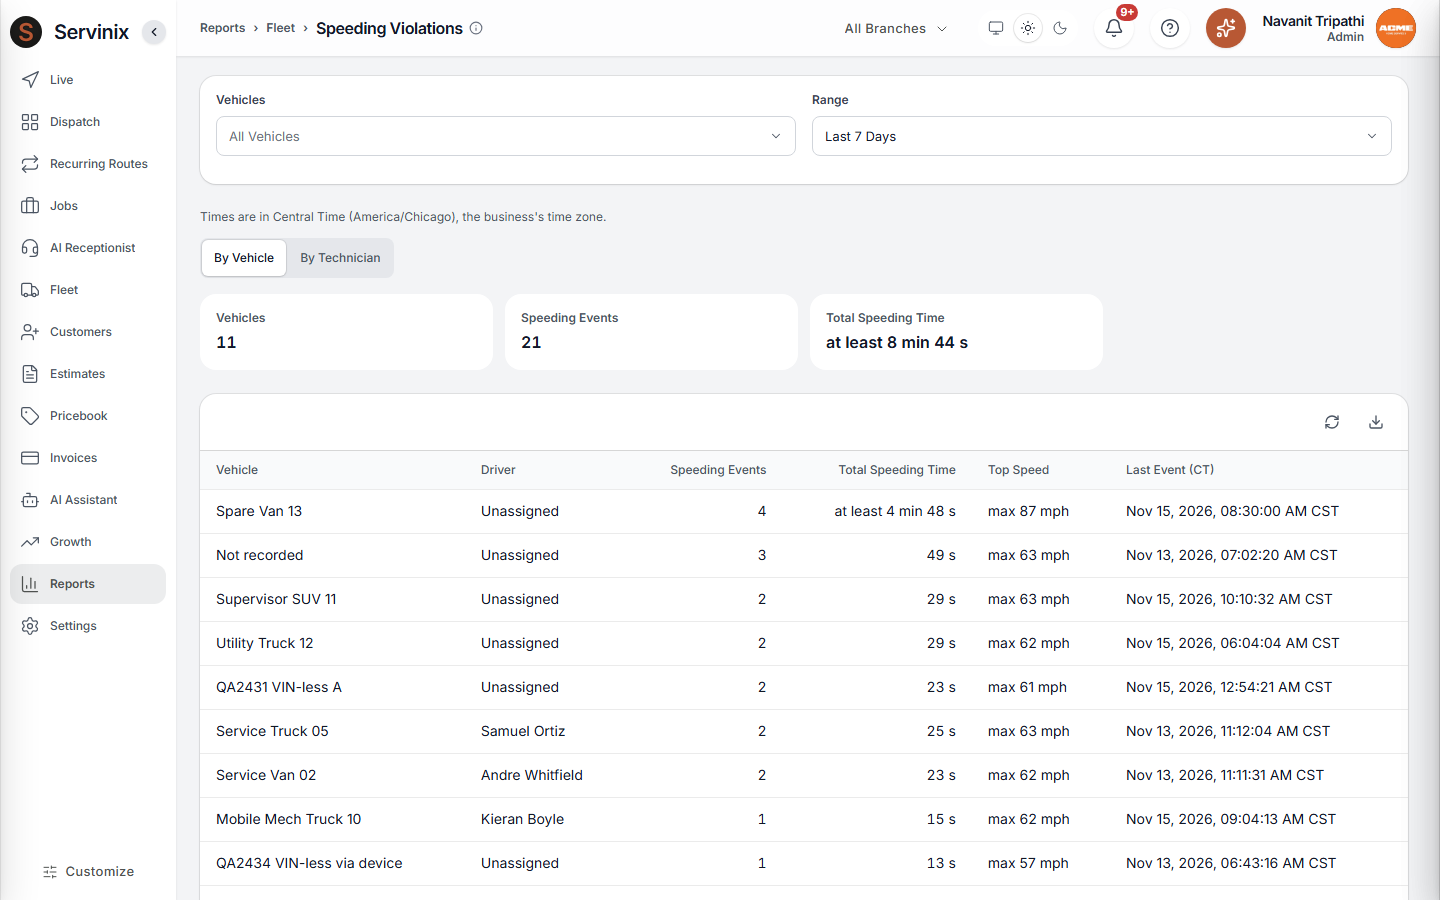 S Servinix
Reports › Fleet › Speeding Violations
All Branches
9+
Navanit Tripathi
Admin
ACME
Live
Dispatch
Recurring Routes
Jobs
AI Receptionist
Fleet
Customers
Estimates
Pricebook
Invoices
AI Assistant
Growth
Reports
Settings
Customize
Vehicles
All Vehicles
Range
Last 7 Days
Times are in Central Time (America/Chicago), the business's time zone.
By Vehicle By Technician
Vehicles
11
Speeding Events
21
Total Speeding Time
at least 8 min 44 s
Vehicle Driver Speeding Events Total Speeding Time Top Speed Last Event (CT)
Spare Van 13 Unassigned 4 at least 4 min 48 s max 87 mph Nov 15, 2026, 08:30:00 AM CST
Not recorded Unassigned 3 49 s max 63 mph Nov 13, 2026, 07:02:20 AM CST
Supervisor SUV 11 Unassigned 2 29 s max 63 mph Nov 15, 2026, 10:10:32 AM CST
Utility Truck 12 Unassigned 2 29 s max 62 mph Nov 15, 2026, 06:04:04 AM CST
QA2431 VIN-less A Unassigned 2 23 s max 61 mph Nov 15, 2026, 12:54:21 AM CST
Service Truck 05 Samuel Ortiz 2 25 s max 63 mph Nov 13, 2026, 11:12:04 AM CST
Service Van 02 Andre Whitfield 2 23 s max 62 mph Nov 13, 2026, 11:11:31 AM CST
Mobile Mech Truck 10 Kieran Boyle 1 15 s max 62 mph Nov 15, 2026, 09:04:13 AM CST
QA2434 VIN-less via device Unassigned 1 13 s max 57 mph Nov 13, 2026, 06:43:16 AM CST